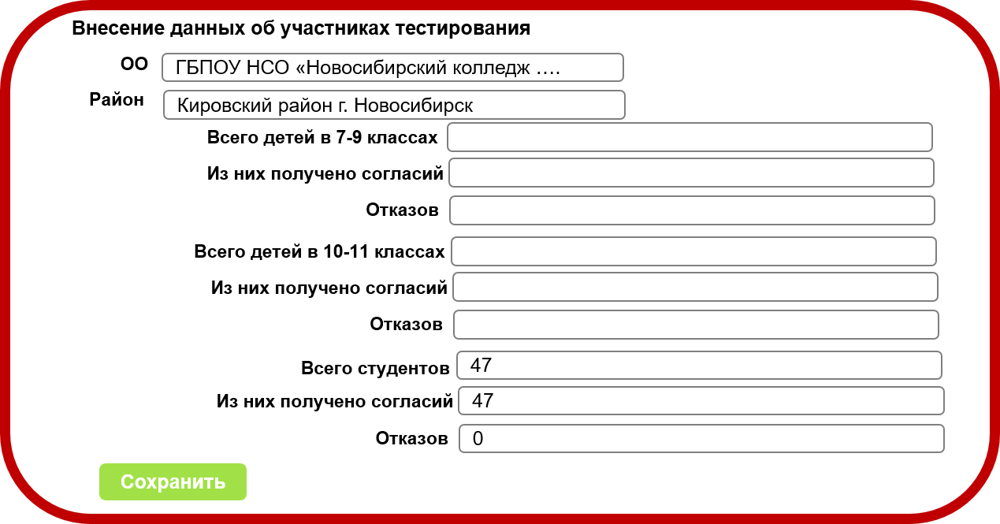 Внесение данных об участниках тестирования
ОО ГБПОУ НСО «Новосибирский колледж ….
Район Кировский район г. Новосибирск
Всего детей в 7-9 классах
Из них получено согласий
Отказов
Всего детей в 10-11 классах
Из них получено согласий
Отказов
Всего студентов 47
Из них получено согласий 47
Отказов 0
Сохранить